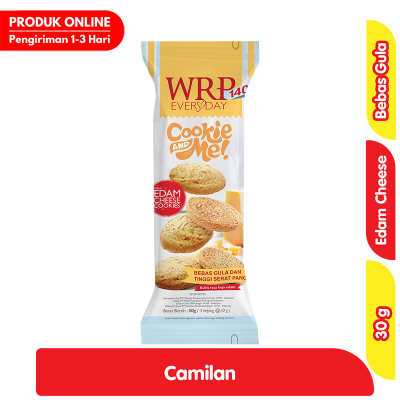 PRODUK ONLINE
Pengiriman 1-3 Hari
WRP
140
EVERYDAY
Cookie
AND
Me!
EDAM
CHEESE
COOKIES
BEBAS GULA DAN
TINGGI SERAT PANGAN
Bebas Gula
Edam Cheese
30g
Camilan